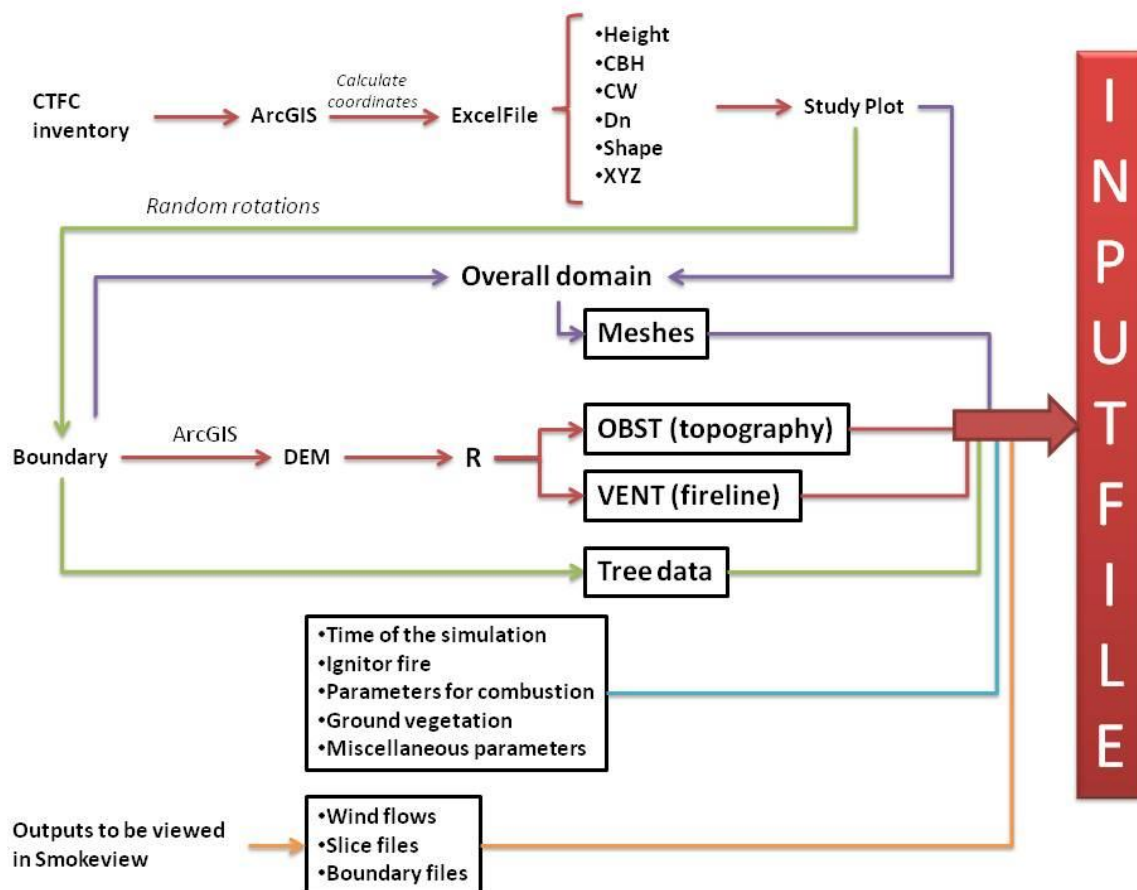 •Height
•CBH
•CW
•Dn
•Shape
•XYZ
CTFC
inventory
ArcGIS
Calculate
coordinates
ExcelFile
Study Plot
Random rotations
Overall domain
Meshes
Boundary
ArcGIS
DEM
R
OBST (topography)
VENT (fireline)
Tree data
•Time of the simulation
•Ignitor fire
•Parameters for combustion
•Ground vegetation
•Miscellaneous parameters
Outputs to be viewed
in Smokeview
•Wind flows
•Slice files
•Boundary files
I
N
P
U
T
F
I
L
E